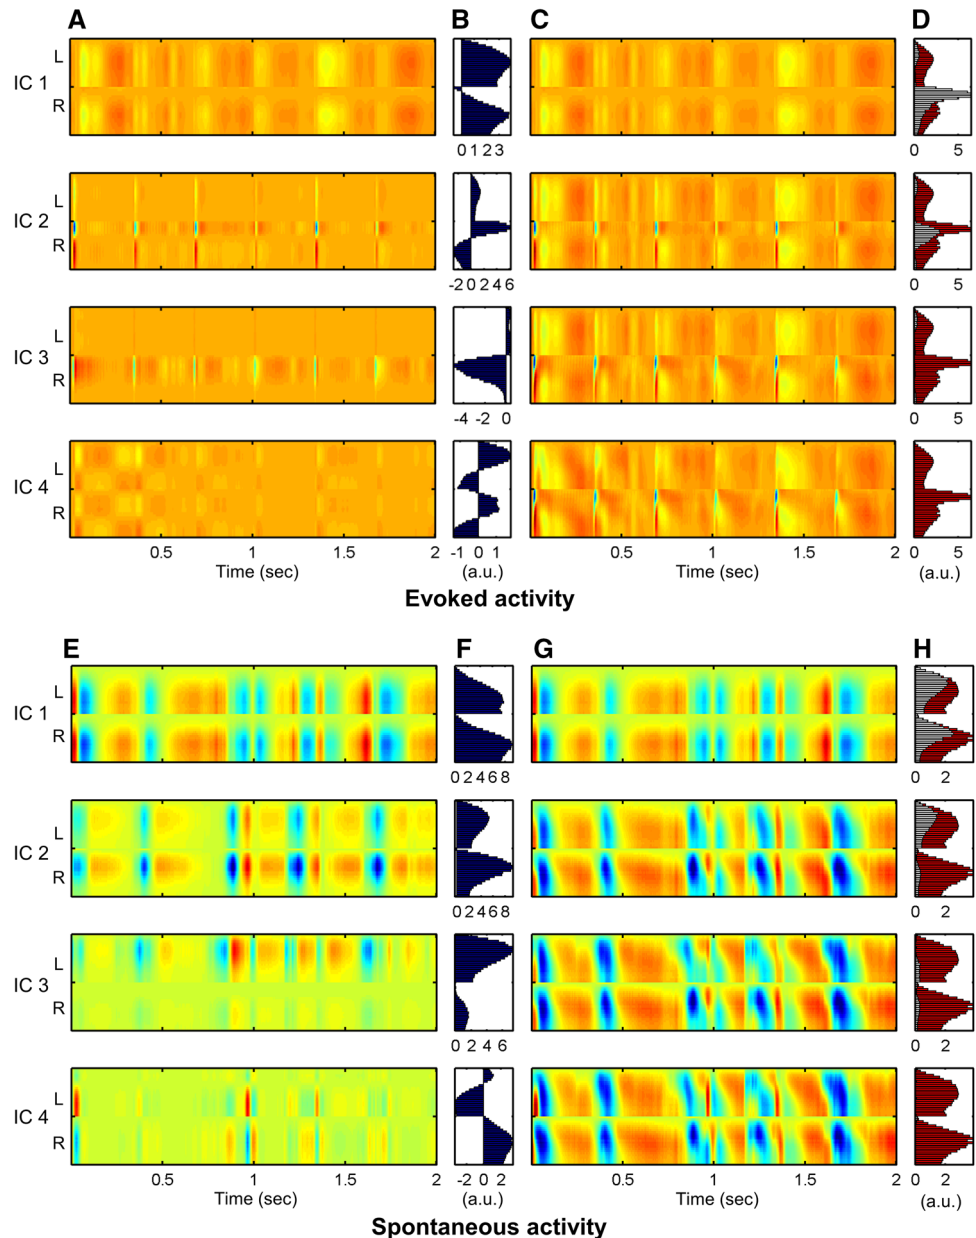 A B C D
IC 1 L R
0 1 2 3 0 5
IC 2 L R
-2 0 2 4 6 0 5
IC 3 L R
-4 -2 0 0 5
IC 4 L R
0.5 1 1.5 2 -1 0 1 0.5 1 1.5 2 0 5
Time (sec) (a.u.) Time (sec) (a.u.)
Evoked activity
E F G H
IC 1 L R
0 2 4 6 8 0 2
IC 2 L R
0 2 4 6 8 0 2
IC 3 L R
0 2 4 6 0 2
IC 4 L R
0.5 1 1.5 2 -2 0 2 0.5 1 1.5 2 0 2
Time (sec) (a.u.) Time (sec) (a.u.)
Spontaneous activity